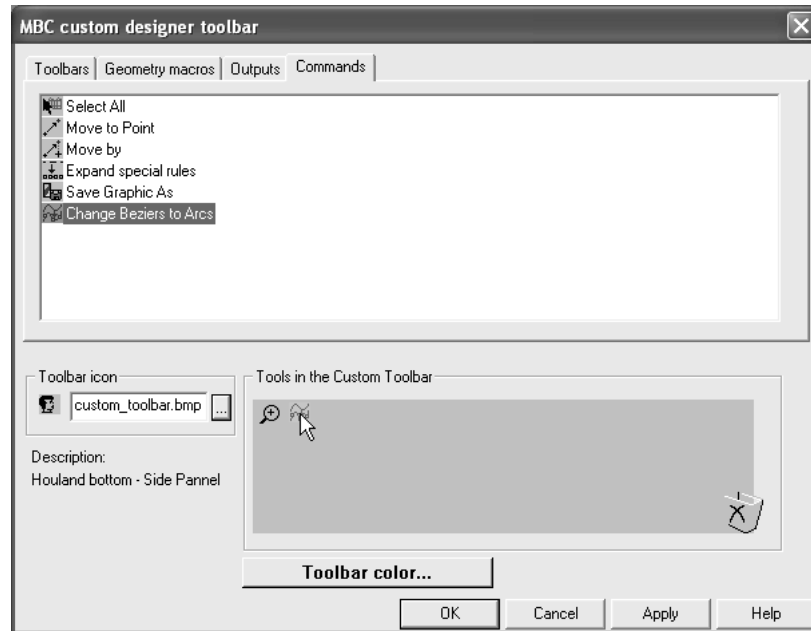 MBC custom designer toolbar
Toolbars Geometry macros Outputs Commands
Select All
Move to Point
Move by
Expand special rules
Save Graphic As
Change Beziers to Arcs
Toolbar icon
custom_toolbar.bmp ...
Description:
Houland bottom - Side Pannel
Tools in the Custom Toolbar
Toolbar color...
OK Cancel Apply Help